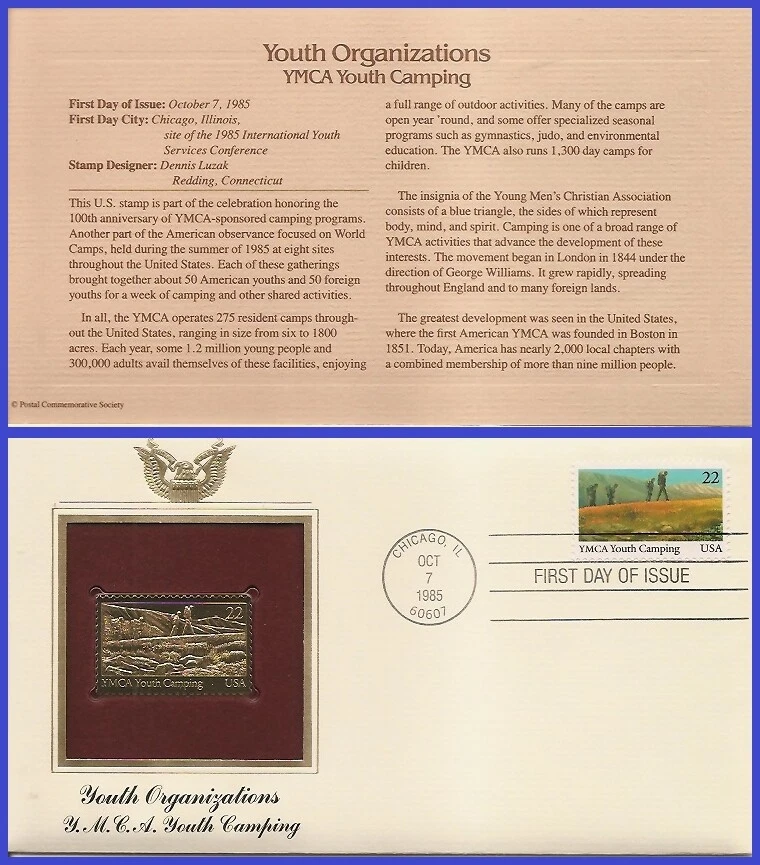 Youth Organizations
YMCA Youth Camping
First Day of Issue: October 7, 1985
First Day City: Chicago, Illinois,
site of the 1985 International Youth
Services Conference
Stamp Designer: Dennis Luzak
Redding, Connecticut
This U.S. stamp is part of the celebration honoring the
100th anniversary of YMCA-sponsored camping programs.
Another part of the American observance focused on World
Camps, held during the summer of 1985 at eight sites
throughout the United States. Each of these gatherings
brought together about 50 American youths and 50 foreign
youths for a week of camping and other shared activities.
In all, the YMCA operates 275 resident camps through-
out the United States, ranging in size from six to 1800
acres. Each year, some 1.2 million young people and
300,000 adults avail themselves of these facilities, enjoying
a full range of outdoor activities. Many of the camps are
open year 'round, and some offer specialized seasonal
programs such as gymnastics, judo, and environmental
education. The YMCA also runs 1,300 day camps for
children.
The insignia of the Young Men's Christian Association
consists of a blue triangle, the sides of which represent
body, mind, and spirit. Camping is one of a broad range of
YMCA activities that advance the development of these
interests. The movement began in London in 1844 under the
direction of George Williams. It grew rapidly, spreading
throughout England and to many foreign lands.
The greatest development was seen in the United States,
where the first American YMCA was founded in Boston in
1851. Today, America has nearly 2,000 local chapters with
a combined membership of more than nine million people.
© Postal Commemorative Society
22
YMCA Youth Camping USA
CHICAGO, IL
OCT
7
1985
60607
FIRST DAY OF ISSUE
22
YMCA Youth Camping USA
Youth Organizations
Y.M.C.A. Youth Camping